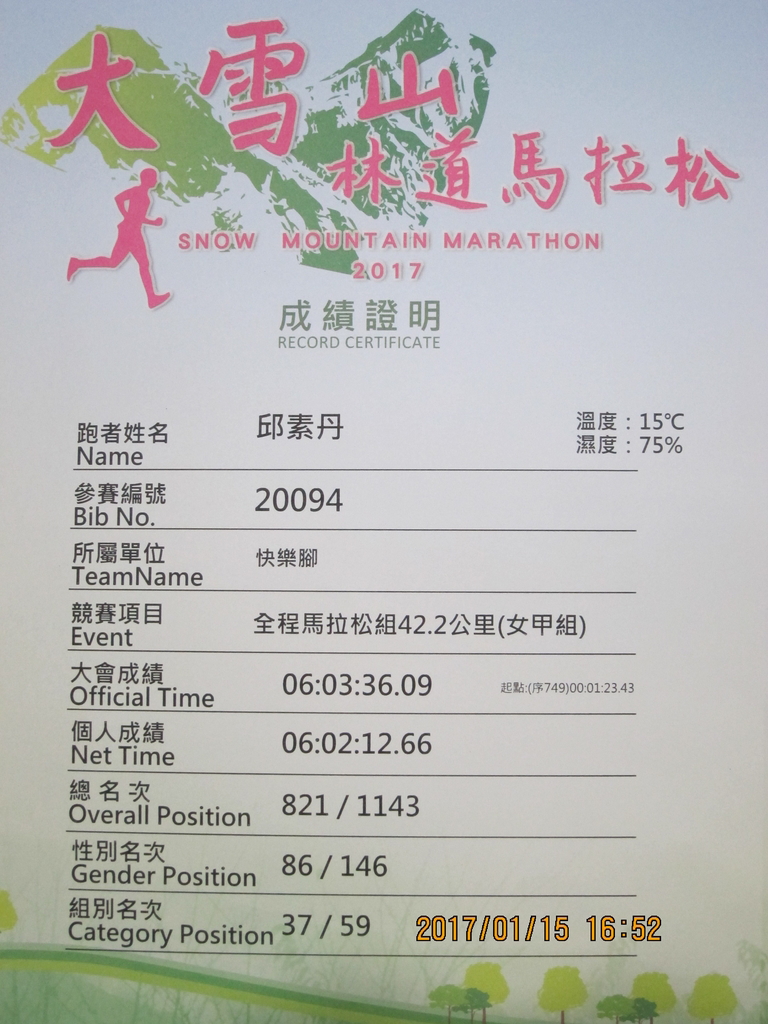 大雪山
林道馬拉松
SNOW MOUNTAIN MARATHON
2017
成績證明
RECORD CERTIFICATE
跑者姓名 邱素丹 溫度：15℃
Name 濕度：75%
參賽編號 20094
Bib No.
所屬單位 快樂腳
TeamName
競賽項目 全程馬拉松組42.2公里(女甲組)
Event
大會成績 06:03:36.09 起點:(序749)00:01:23.43
Official Time
個人成績 06:02:12.66
Net Time
總名次 821 / 1143
Overall Position
性別名次 86 / 146
Gender Position
組別名次 37 / 59
Category Position
2017/01/15 16:52